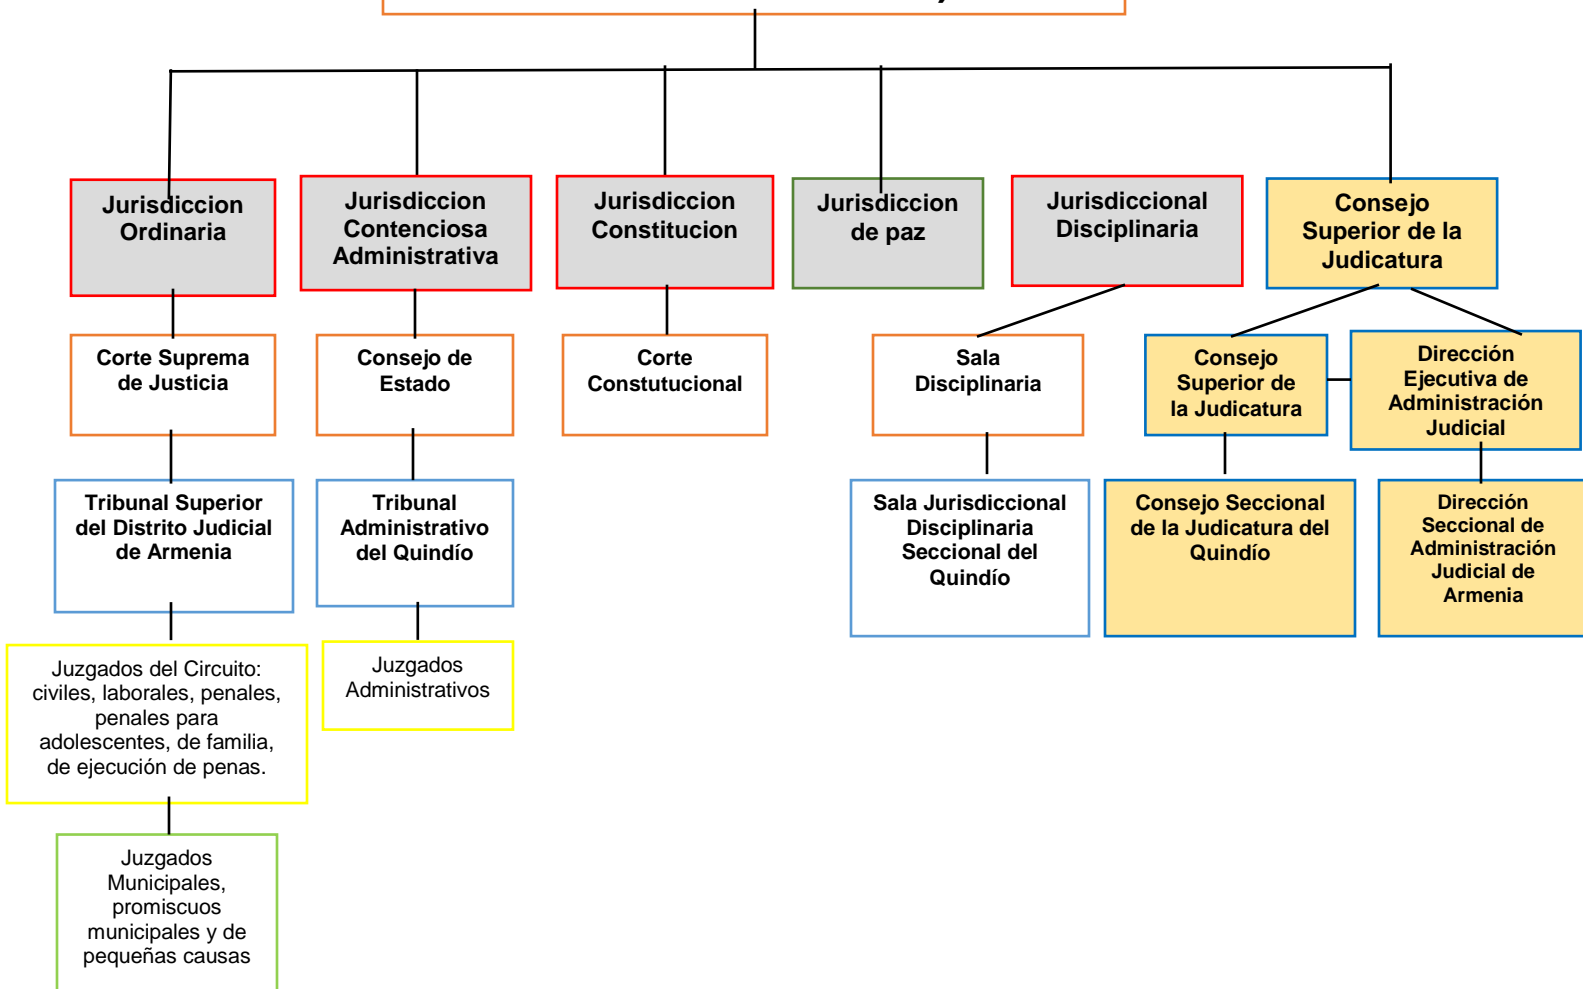 Jurisdiccion
Ordinaria
Jurisdiccion
Contenciosa
Administrativa
Jurisdiccion
Constitucion
Jurisdiccion
de paz
Jurisdiccional
Disciplinaria
Consejo
Superior de la
Judicatura
Corte Suprema
de Justicia
Consejo de
Estado
Corte
Constutucional
Sala
Disciplinaria
Consejo
Superior de
la Judicatura
Dirección
Ejecutiva de
Administración
Judicial
Tribunal Superior
del Distrito Judicial
de Armenia
Tribunal
Administrativo
del Quindío
Sala Jurisdiccional
Disciplinaria
Seccional del
Quindío
Consejo Seccional
de la Judicatura del
Quindío
Dirección
Seccional de
Administración
Judicial de
Armenia
Juzgados del Circuito:
civiles, laborales, penales,
penales para
adolescentes, de familia,
de ejecución de penas.
Juzgados
Administrativos
Juzgados
Municipales,
promiscuos
municipales y de
pequeñas causas